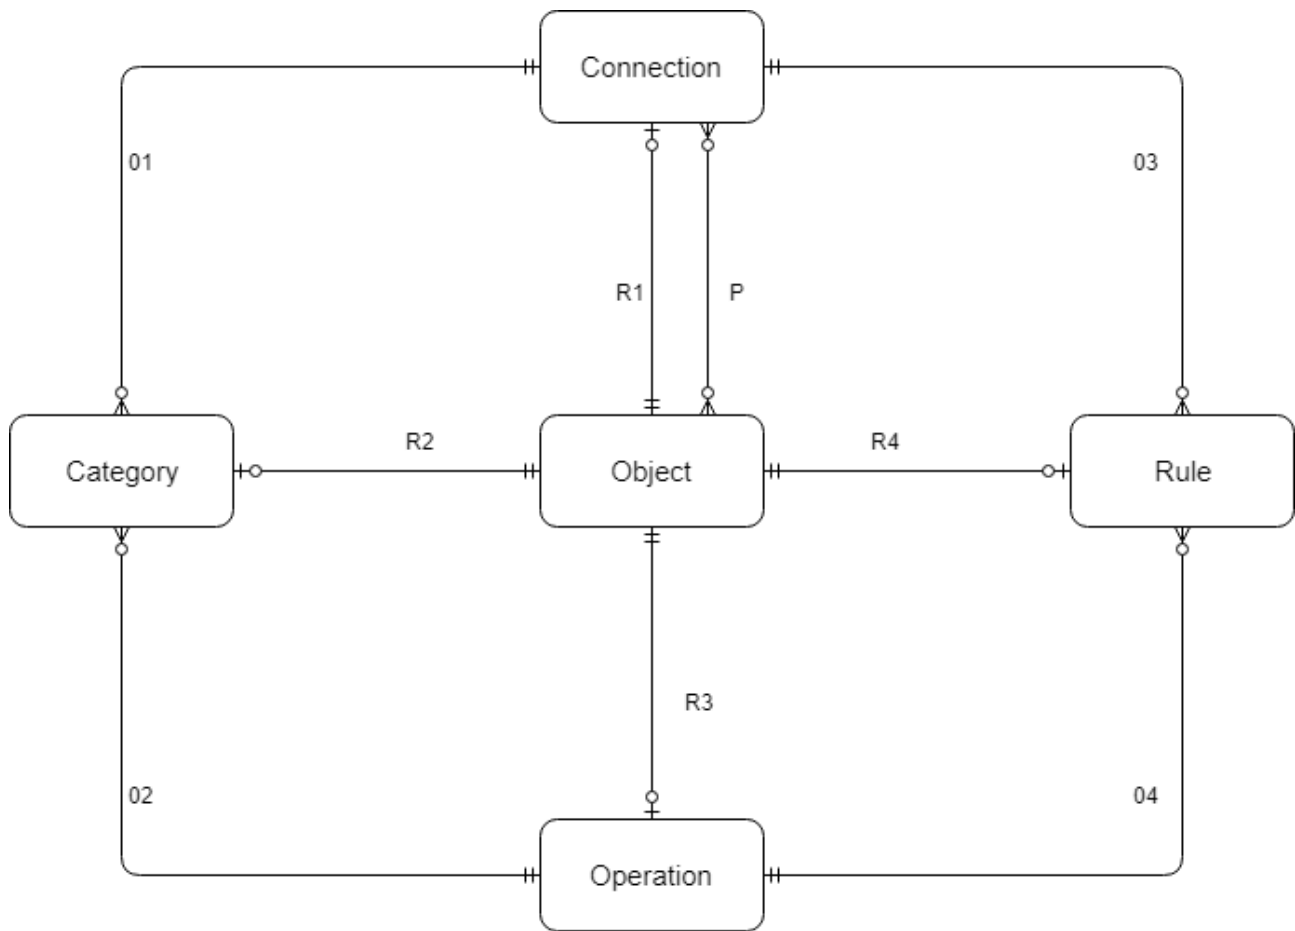 Connection
01
03
R1
P
R2
R4
Category
Object
Rule
R3
02
04
Operation